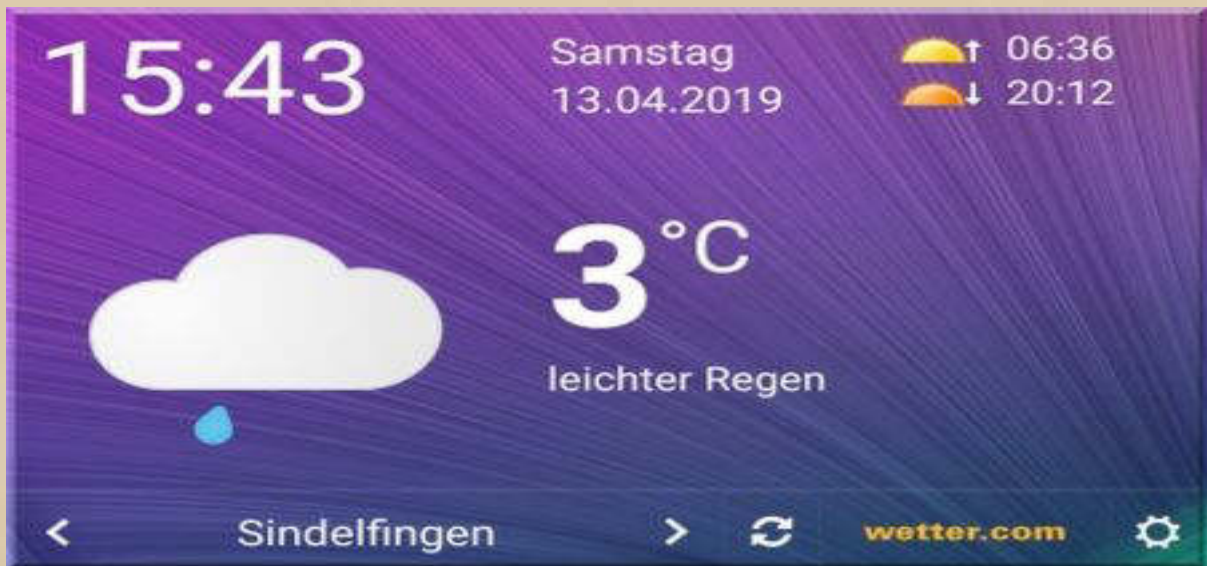 15:43
Samstag
13.04.2019
06:36
20:12
3 °C
leichter Regen
Sindelfingen
wetter.com